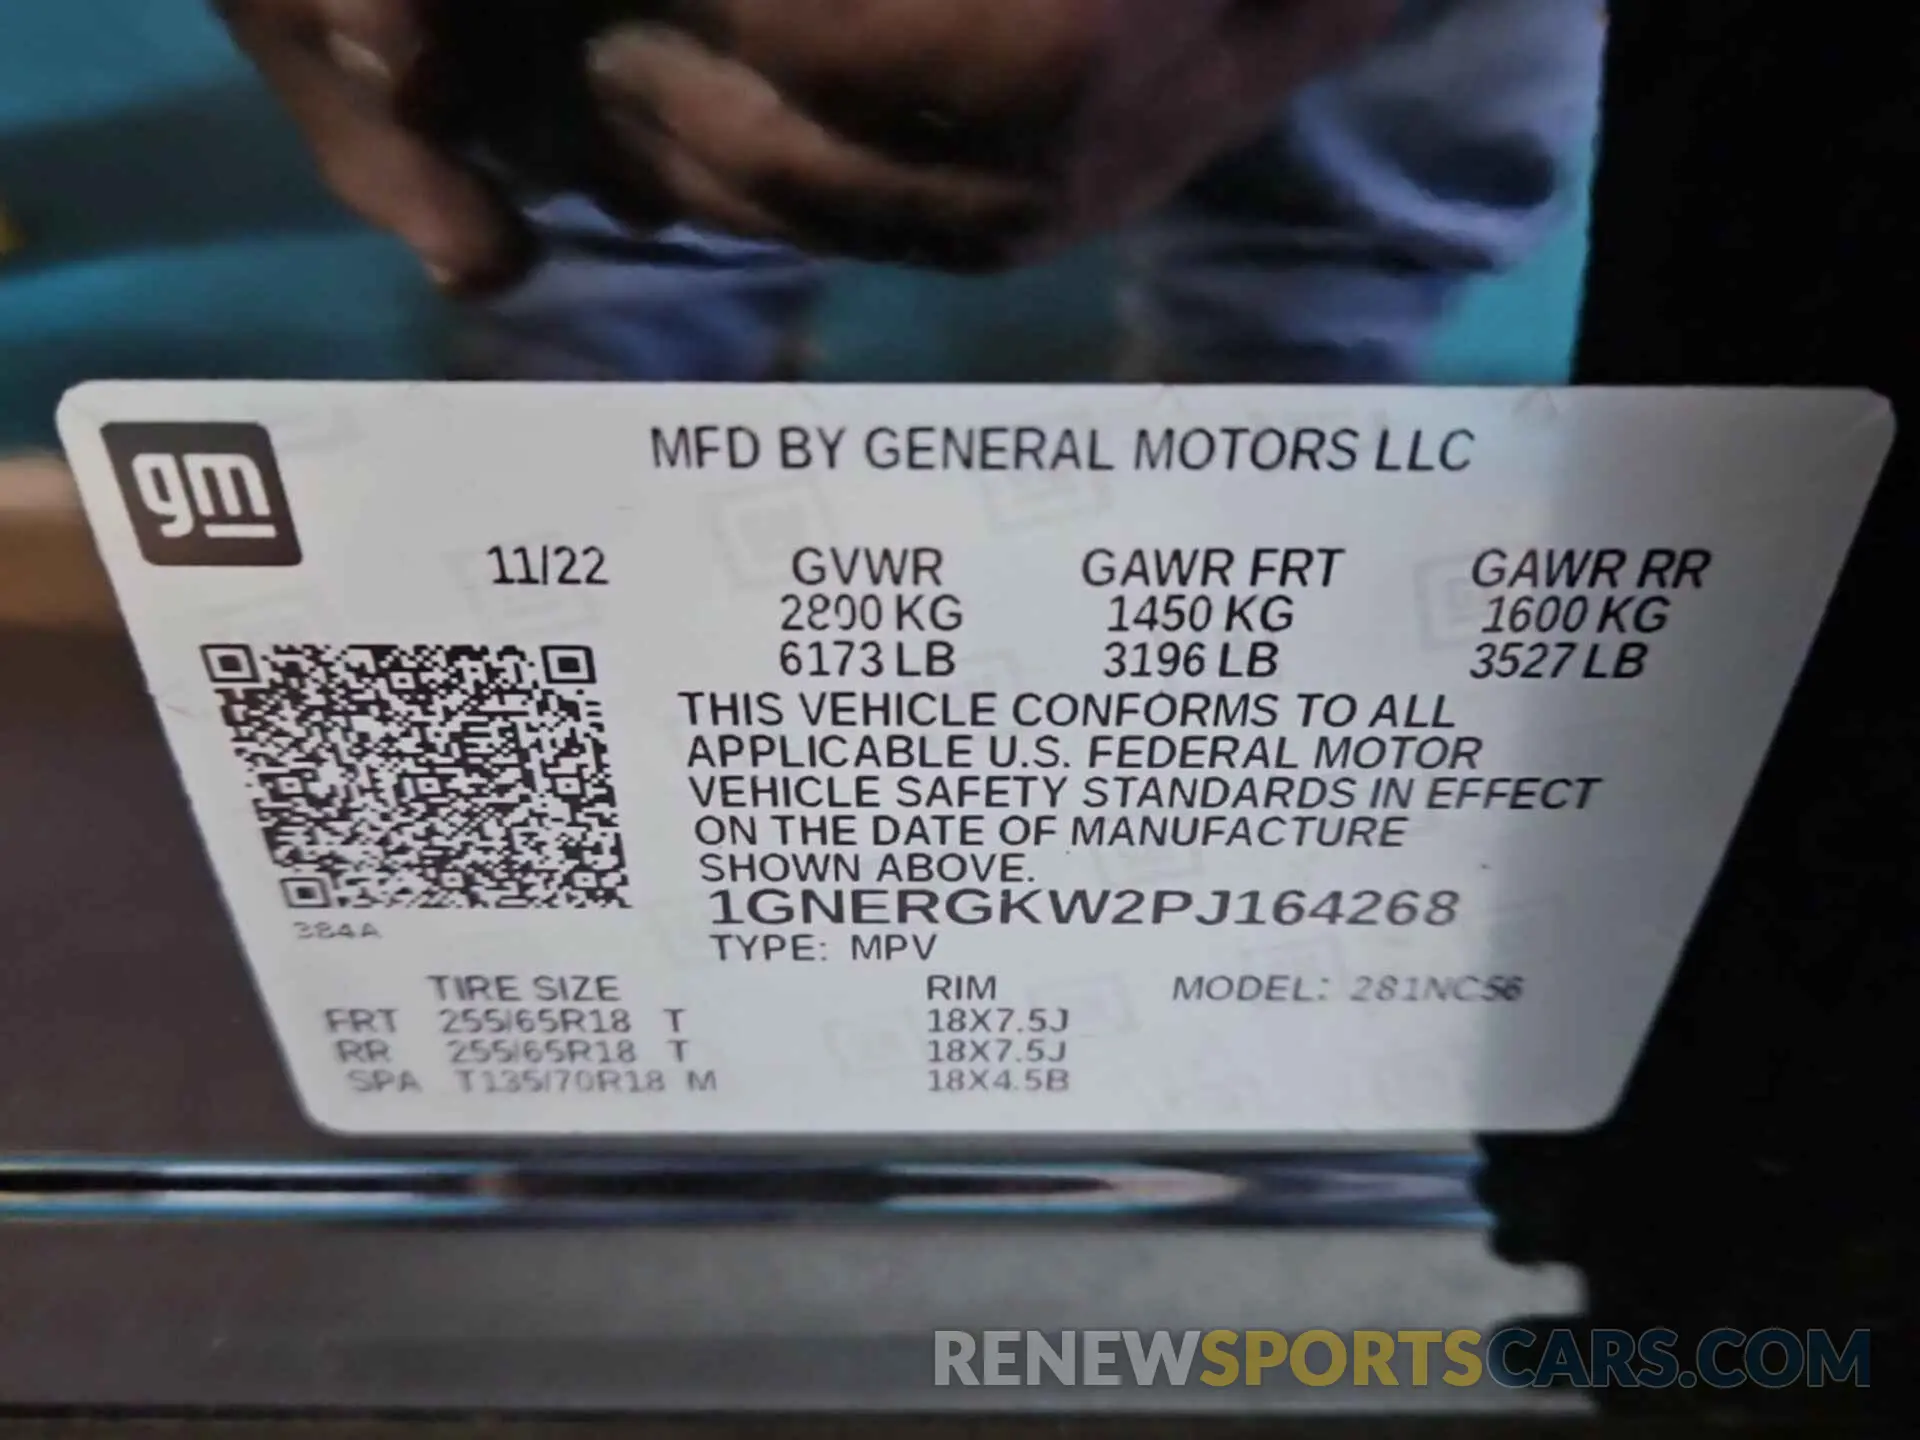 gm
MFD BY GENERAL MOTORS LLC
11/22 GVWR GAWR FRT GAWR RR
2800 KG 1450 KG 1600 KG
6173 LB 3196 LB 3527 LB
THIS VEHICLE CONFORMS TO ALL
APPLICABLE U.S. FEDERAL MOTOR
VEHICLE SAFETY STANDARDS IN EFFECT
ON THE DATE OF MANUFACTURE
SHOWN ABOVE.
1GNERGKW2PJ164268
384A
TYPE: MPV
TIRE SIZE RIM MODEL: 281NC56
FRT 255/65R18 T 18X7.5J
RR 255/65R18 T 18X7.5J
SPA T135/70R18 M 18X4.5B
RENEWSPORTSCARS.COM